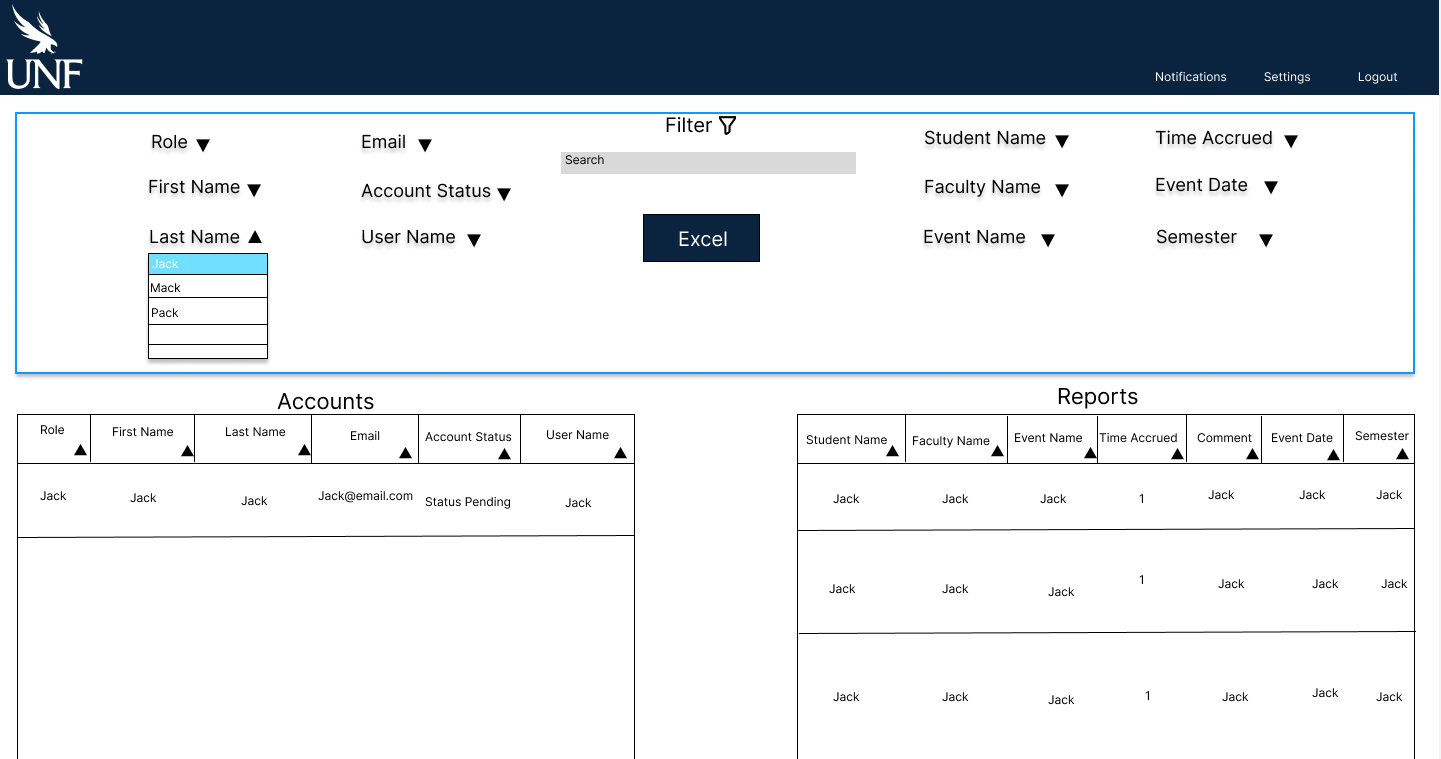 UNF
Notifications Settings Logout
Filter
Role Email Student Name Time Accrued
Search
First Name Account Status Faculty Name Event Date
Last Name User Name Excel Event Name Semester
Jack
Mack
Pack
Accounts
Role First Name Last Name Email Account Status User Name
Jack Jack Jack Jack@email.com Status Pending Jack
Reports
Student Name Faculty Name Event Name Time Accrued Comment Event Date Semester
Jack Jack Jack 1 Jack Jack Jack
Jack Jack Jack 1 Jack Jack Jack
Jack Jack Jack 1 Jack Jack Jack